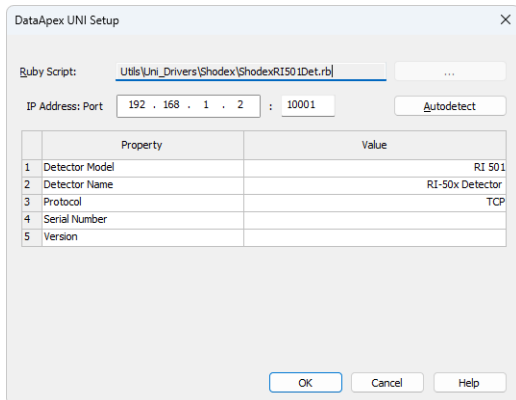 DataApex UNI Setup
Ruby Script: Utils\Uni_Drivers\Shodex\ShodexRI501Det.rb ...
IP Address: Port 192 . 168 . 1 . 2 : 10001 Autodetect
Property Value
1 Detector Model RI 501
2 Detector Name RI-50x Detector
3 Protocol TCP
4 Serial Number
5 Version
OK Cancel Help